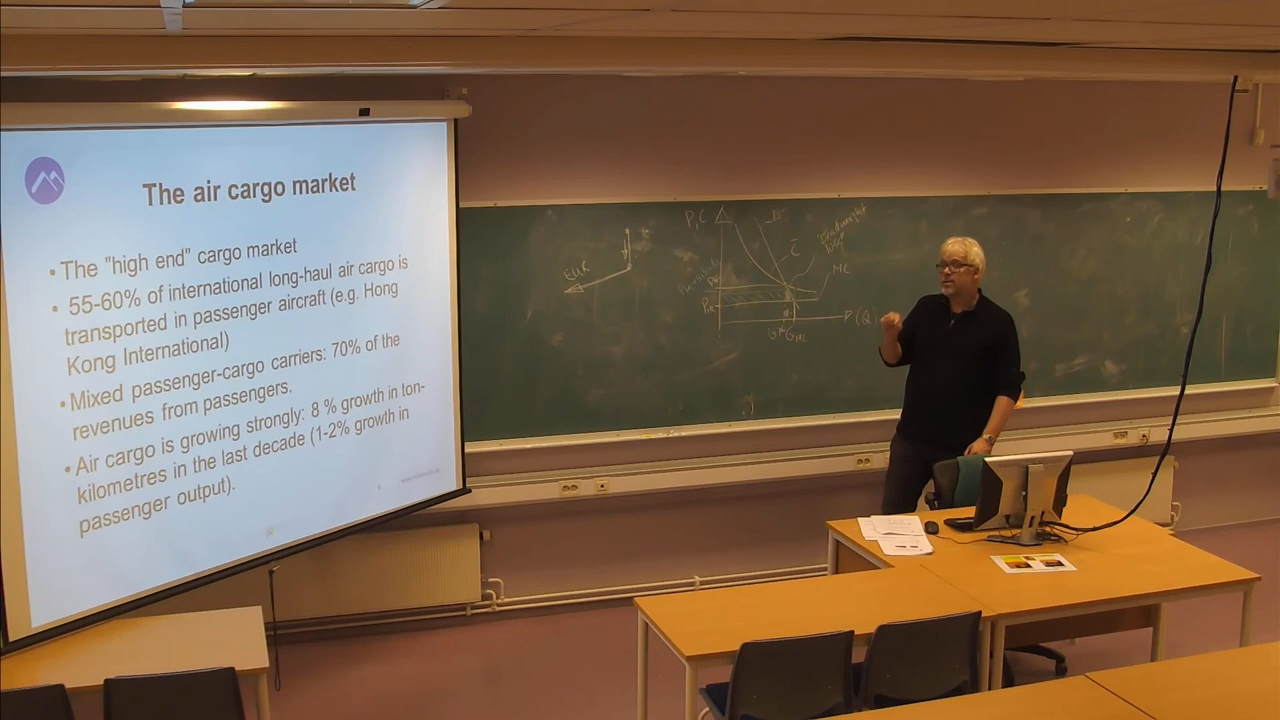 The air cargo market
• The "high end" cargo market
• 55-60% of international long-haul air cargo is
transported in passenger aircraft (e.g. Hong
Kong International)
• Mixed passenger-cargo carriers: 70% of the
revenues from passengers.
• Air cargo is growing strongly: 8 % growth in ton-
kilometres in the last decade (1-2% growth in
passenger output).
EUR
P, C
D
C
MC
(Q)